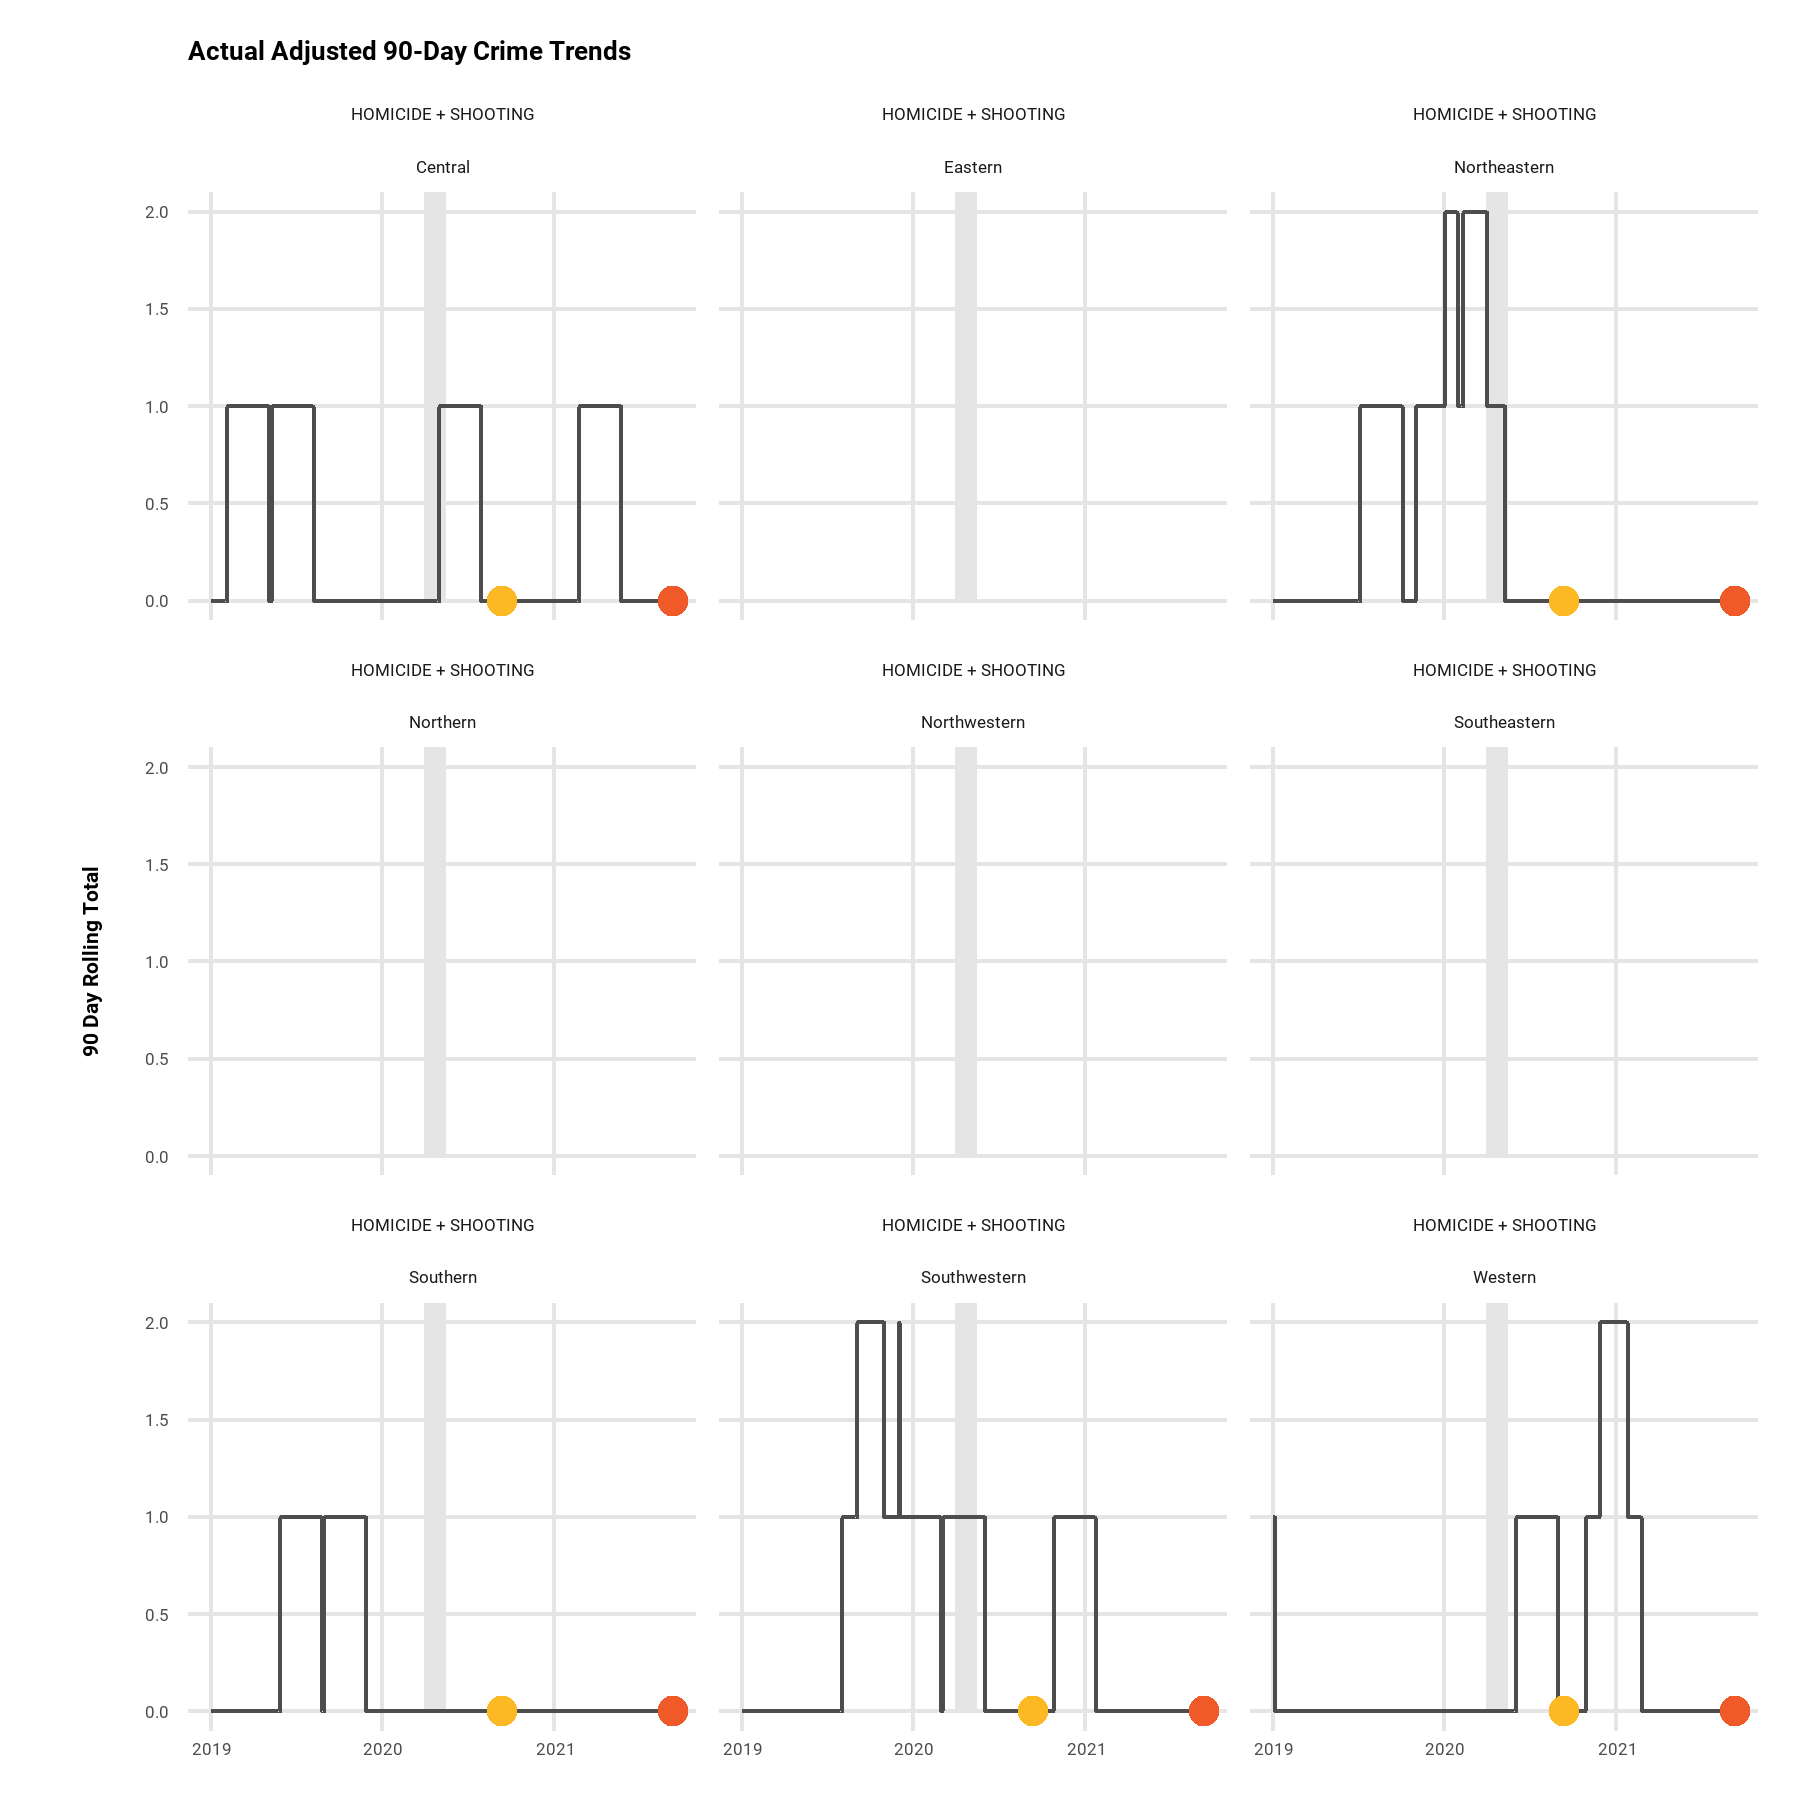 Actual Adjusted 90-Day Crime Trends
HOMICIDE + SHOOTING
HOMICIDE + SHOOTING
HOMICIDE + SHOOTING
Central
Eastern
Northeastern
2.0
1.5
1.0
0.5
0.0
HOMICIDE + SHOOTING
HOMICIDE + SHOOTING
HOMICIDE + SHOOTING
Northern
Northwestern
Southeastern
90 Day Rolling Total
2.0
1.5
1.0
0.5
0.0
HOMICIDE + SHOOTING
HOMICIDE + SHOOTING
HOMICIDE + SHOOTING
Southern
Southwestern
Western
2.0
1.5
1.0
0.5
0.0
2019 2020 2021
2019 2020 2021
2019 2020 2021